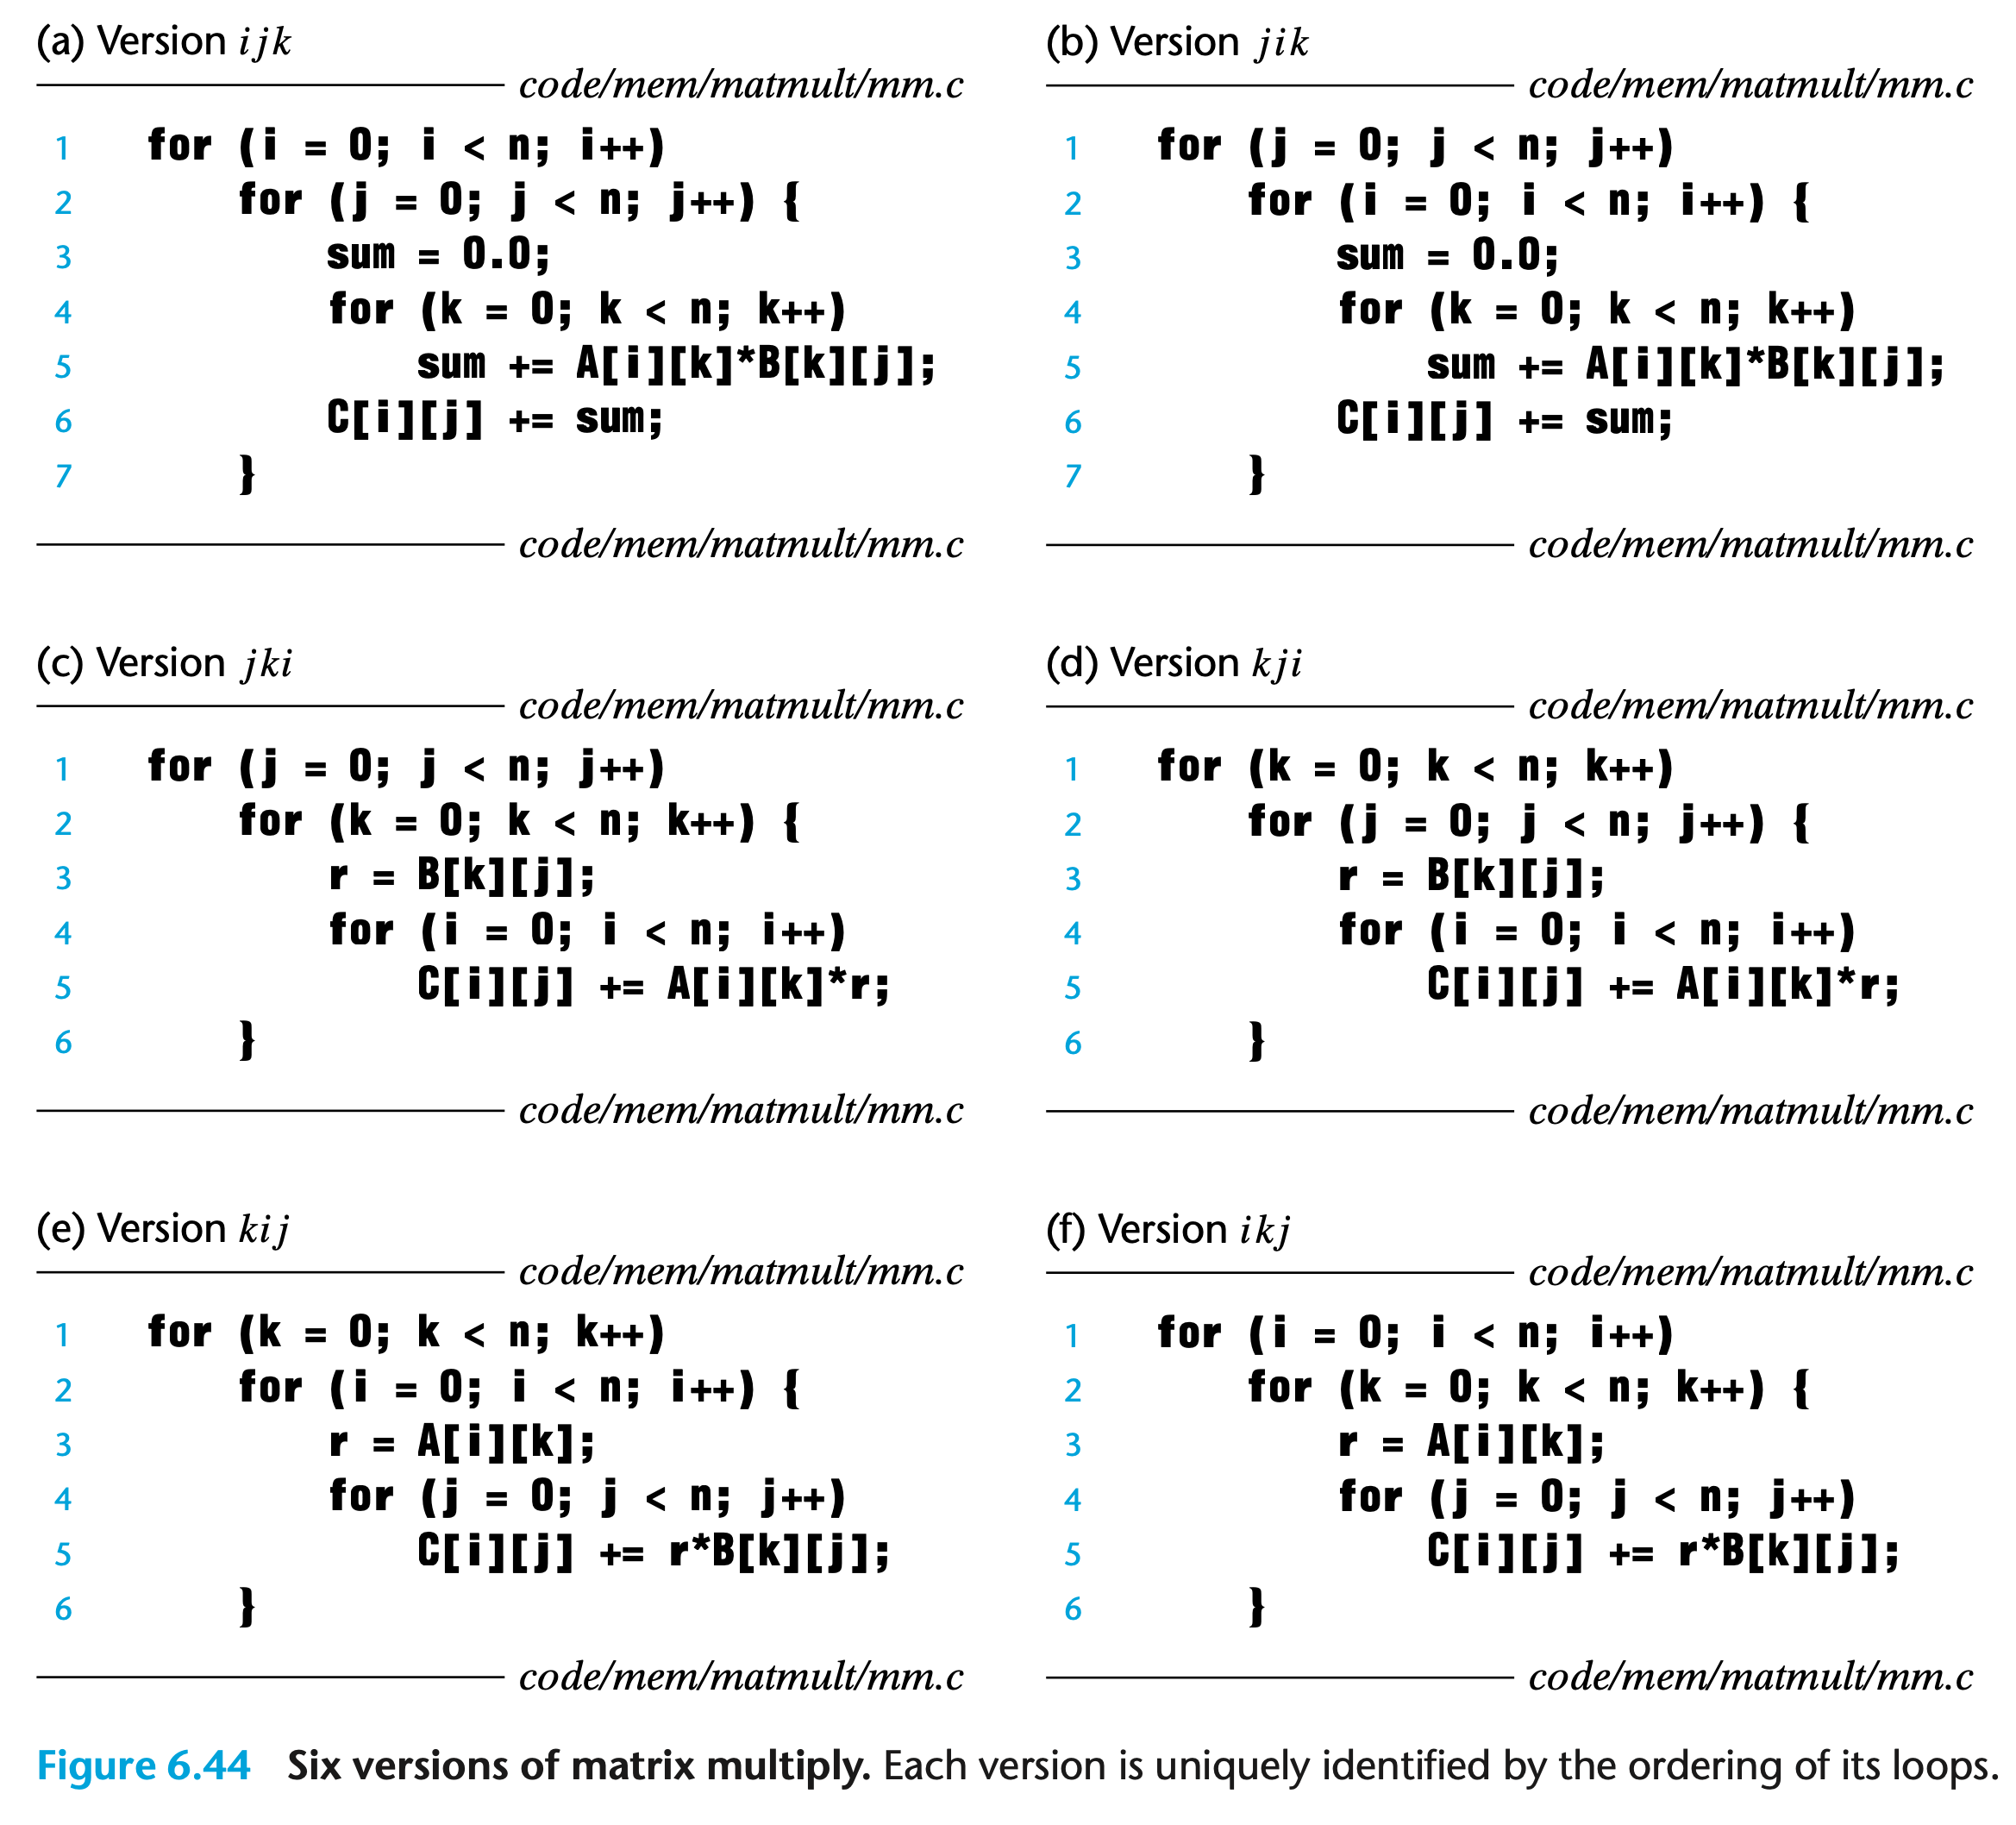 (a) Version ijk
code/mem/matmult/mm.c
1 for (i = 0; i < n; i++)
2 for (j = 0; j < n; j++) {
3 sum = 0.0;
4 for (k = 0; k < n; k++)
5 sum += A[i][k]*B[k][j];
6 C[i][j] += sum;
7 }
code/mem/matmult/mm.c
(b) Version jik
code/mem/matmult/mm.c
1 for (j = 0; j < n; j++)
2 for (i = 0; i < n; i++) {
3 sum = 0.0;
4 for (k = 0; k < n; k++)
5 sum += A[i][k]*B[k][j];
6 C[i][j] += sum;
7 }
code/mem/matmult/mm.c
(c) Version jki
code/mem/matmult/mm.c
1 for (j = 0; j < n; j++)
2 for (k = 0; k < n; k++) {
3 r = B[k][j];
4 for (i = 0; i < n; i++)
5 C[i][j] += A[i][k]*r;
6 }
code/mem/matmult/mm.c
(d) Version kji
code/mem/matmult/mm.c
1 for (k = 0; k < n; k++)
2 for (j = 0; j < n; j++) {
3 r = B[k][j];
4 for (i = 0; i < n; i++)
5 C[i][j] += A[i][k]*r;
6 }
code/mem/matmult/mm.c
(e) Version kij
code/mem/matmult/mm.c
1 for (k = 0; k < n; k++)
2 for (i = 0; i < n; i++) {
3 r = A[i][k];
4 for (j = 0; j < n; j++)
5 C[i][j] += r*B[k][j];
6 }
code/mem/matmult/mm.c
(f) Version ikj
code/mem/matmult/mm.c
1 for (i = 0; i < n; i++)
2 for (k = 0; k < n; k++) {
3 r = A[i][k];
4 for (j = 0; j < n; j++)
5 C[i][j] += r*B[k][j];
6 }
code/mem/matmult/mm.c
Figure 6.44 Six versions of matrix multiply. Each version is uniquely identified by the ordering of its loops.